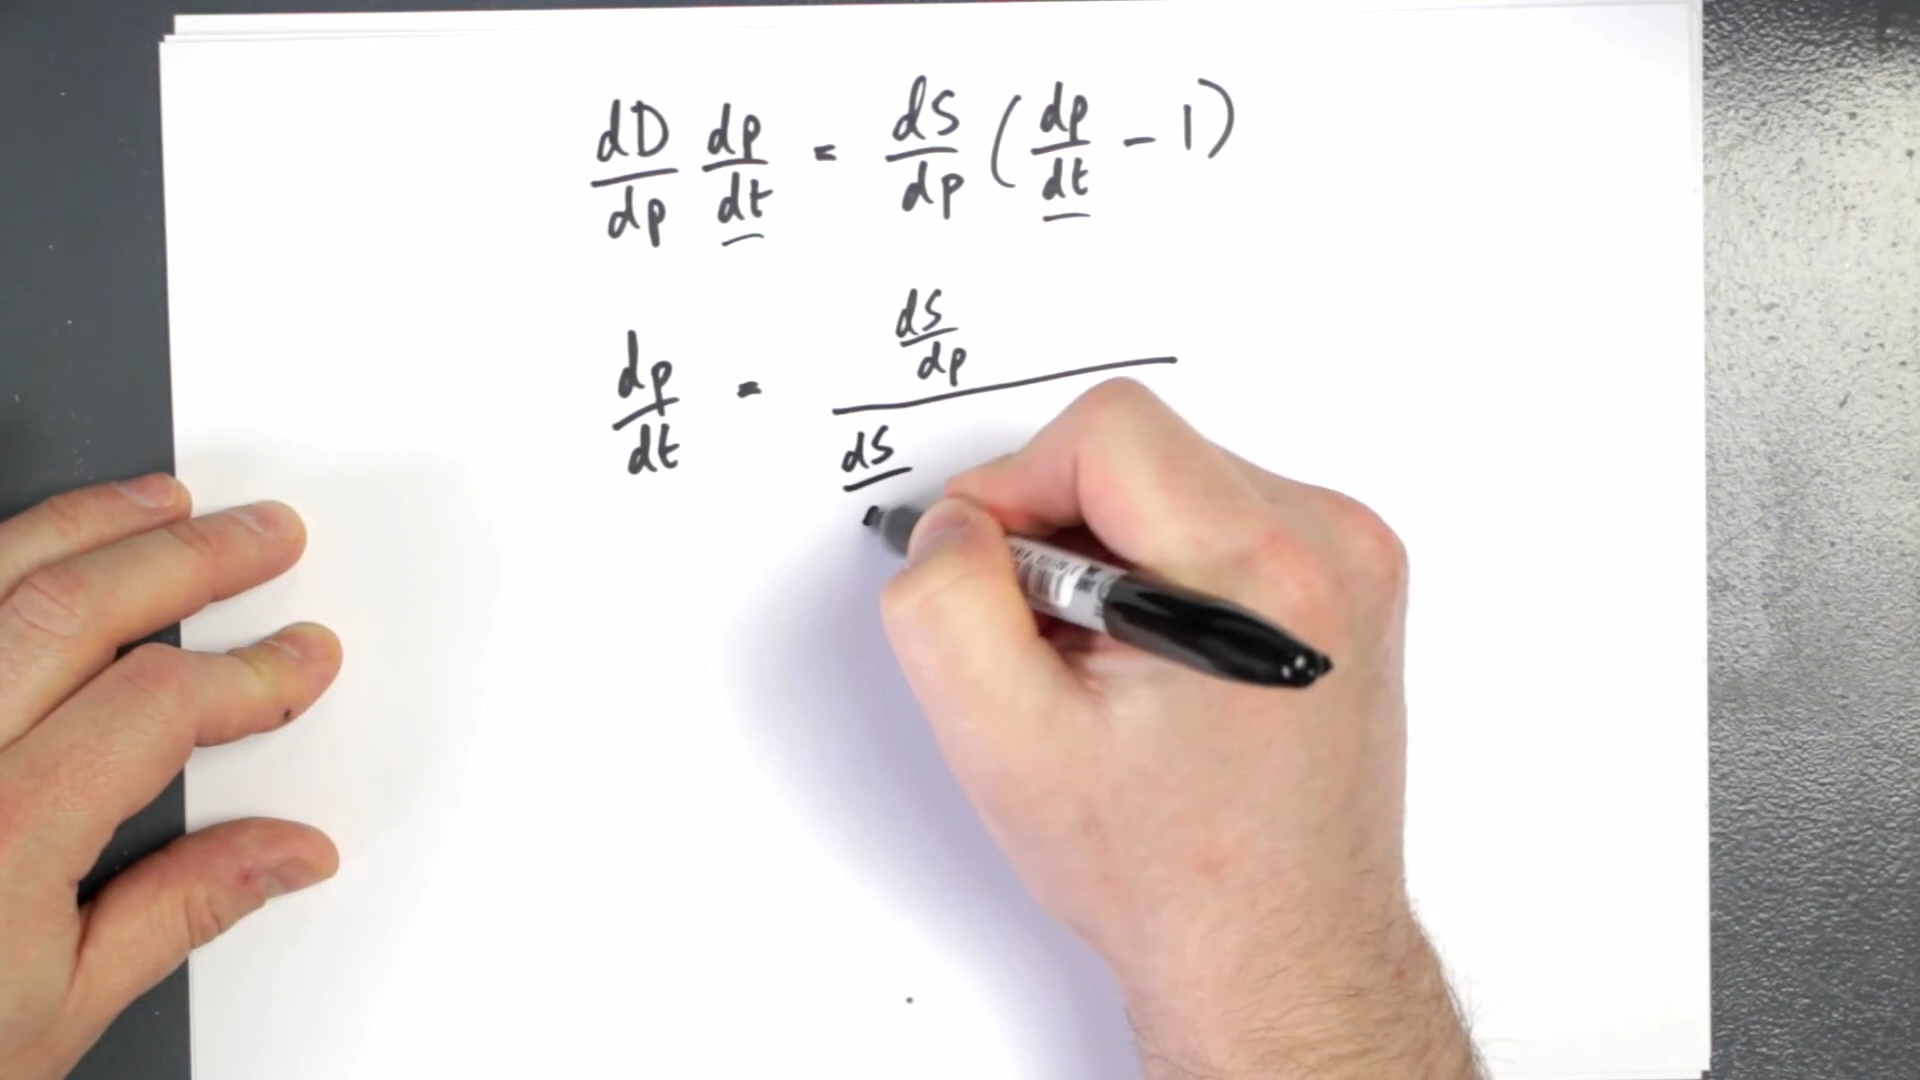 dD/dp dp/dt = dS/dp (dp/dt - 1)
dp/dt = dS/dp / dS